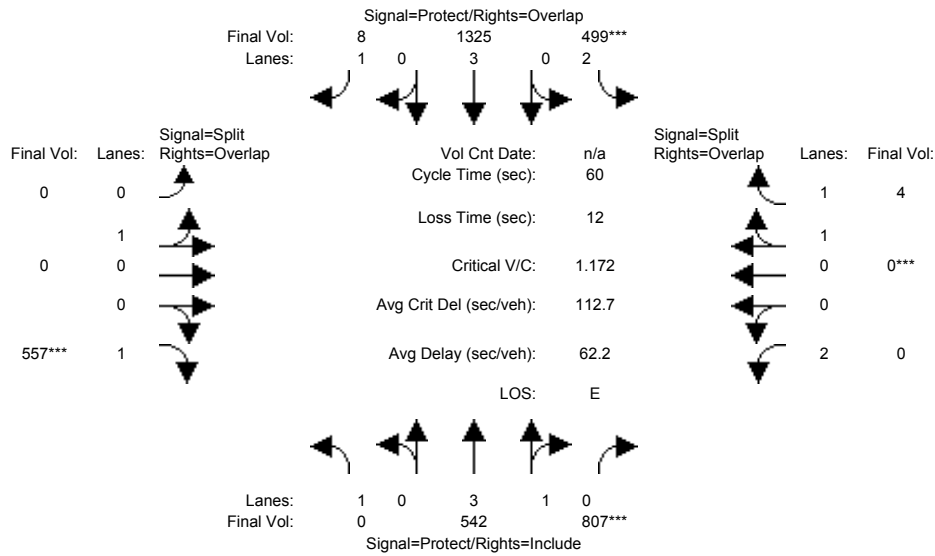 Signal=Protect/Rights=Overlap
Final Vol: 8 1325 499***
Lanes: 1 0 3 0 2
Signal=Split
Final Vol: Lanes: Rights=Overlap
0 0
1
0 0
0
557*** 1
Vol Cnt Date: n/a
Cycle Time (sec): 60
Loss Time (sec): 12
Critical V/C: 1.172
Avg Crit Del (sec/veh): 112.7
Avg Delay (sec/veh): 62.2
LOS: E
Signal=Split
Rights=Overlap Lanes: Final Vol:
1 4
1
0 0***
0
2 0
Lanes: 1 0 3 1 0
Final Vol: 0 542 807***
Signal=Protect/Rights=Include